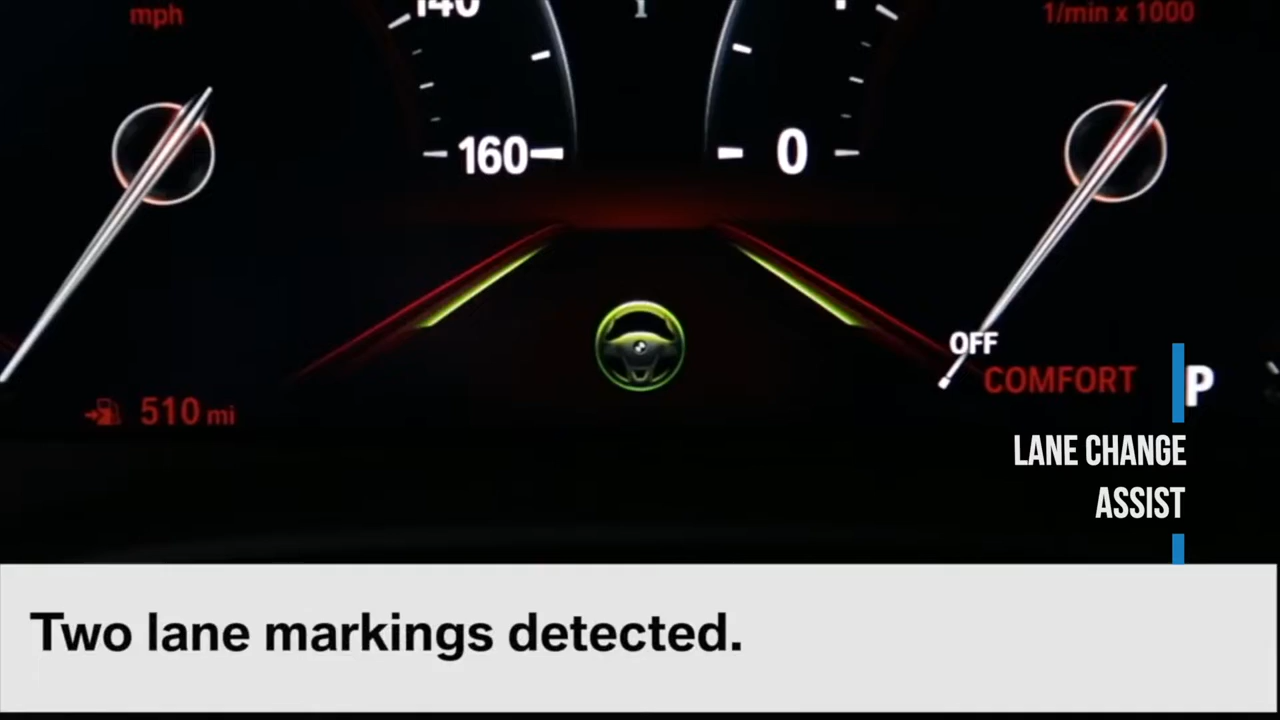 mph
140
1/min x 1000
160
0
OFF
COMFORT
P
510 mi
LANE CHANGE
ASSIST
Two lane markings detected.